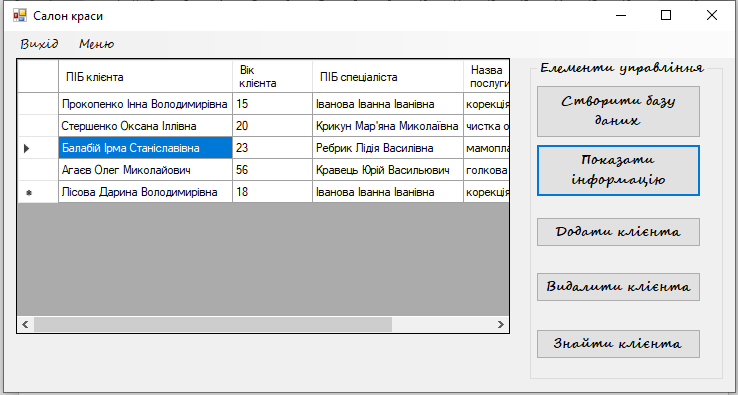 Салон краси
Вихід Меню
ПІБ клієнта Вік клієнта ПІБ спеціаліста Назва послуги
Прокопенко Інна Володимирівна 15 Іванова Іванна Іванівна корекція
Стершенко Оксана Іллівна 20 Крикун Мар'яна Миколаївна чистка о
Балабій Ірма Станіславівна 23 Ребрик Лідія Василівна мамопла
Агаєв Олег Миколайович 56 Кравець Юрій Васильович голкова
Лісова Дарина Володимирівна 18 Іванова Іванна Іванівна корекція
Елементи управління
Створити базу
даних
Показати
інформацію
Додати клієнта
Видалити клієнта
Знайти клієнта